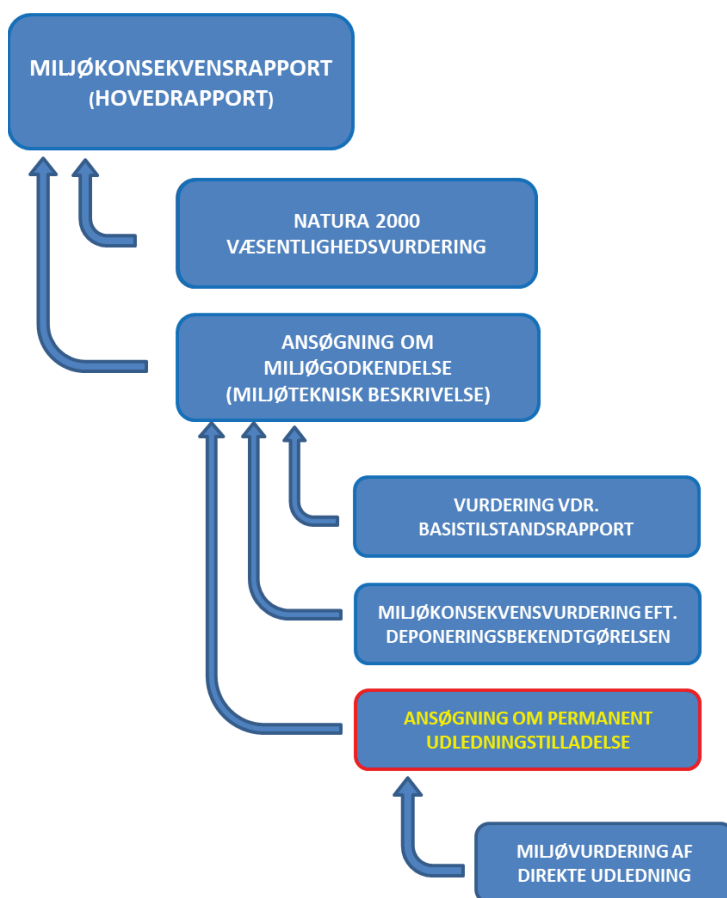 MILJØKONSEKVENSRAPPORT
(HOVEDRAPPORT)
NATURA 2000
VÆSENTLIGHEDSVURDERING
ANSØGNING OM
MILJØGODKENDELSE
(MILJØTEKNISK BESKRIVELSE)
VURDERING VDR.
BASISTILSTANDSRAPPORT
MILJØKONSEKVENSVURDERING EFT.
DEPONERINGSBEKENDTGØRELSEN
ANSØGNING OM PERMANENT
UDLEDNINGSTILLADELSE
MILJØVURDERING AF
DIREKTE UDLEDNING